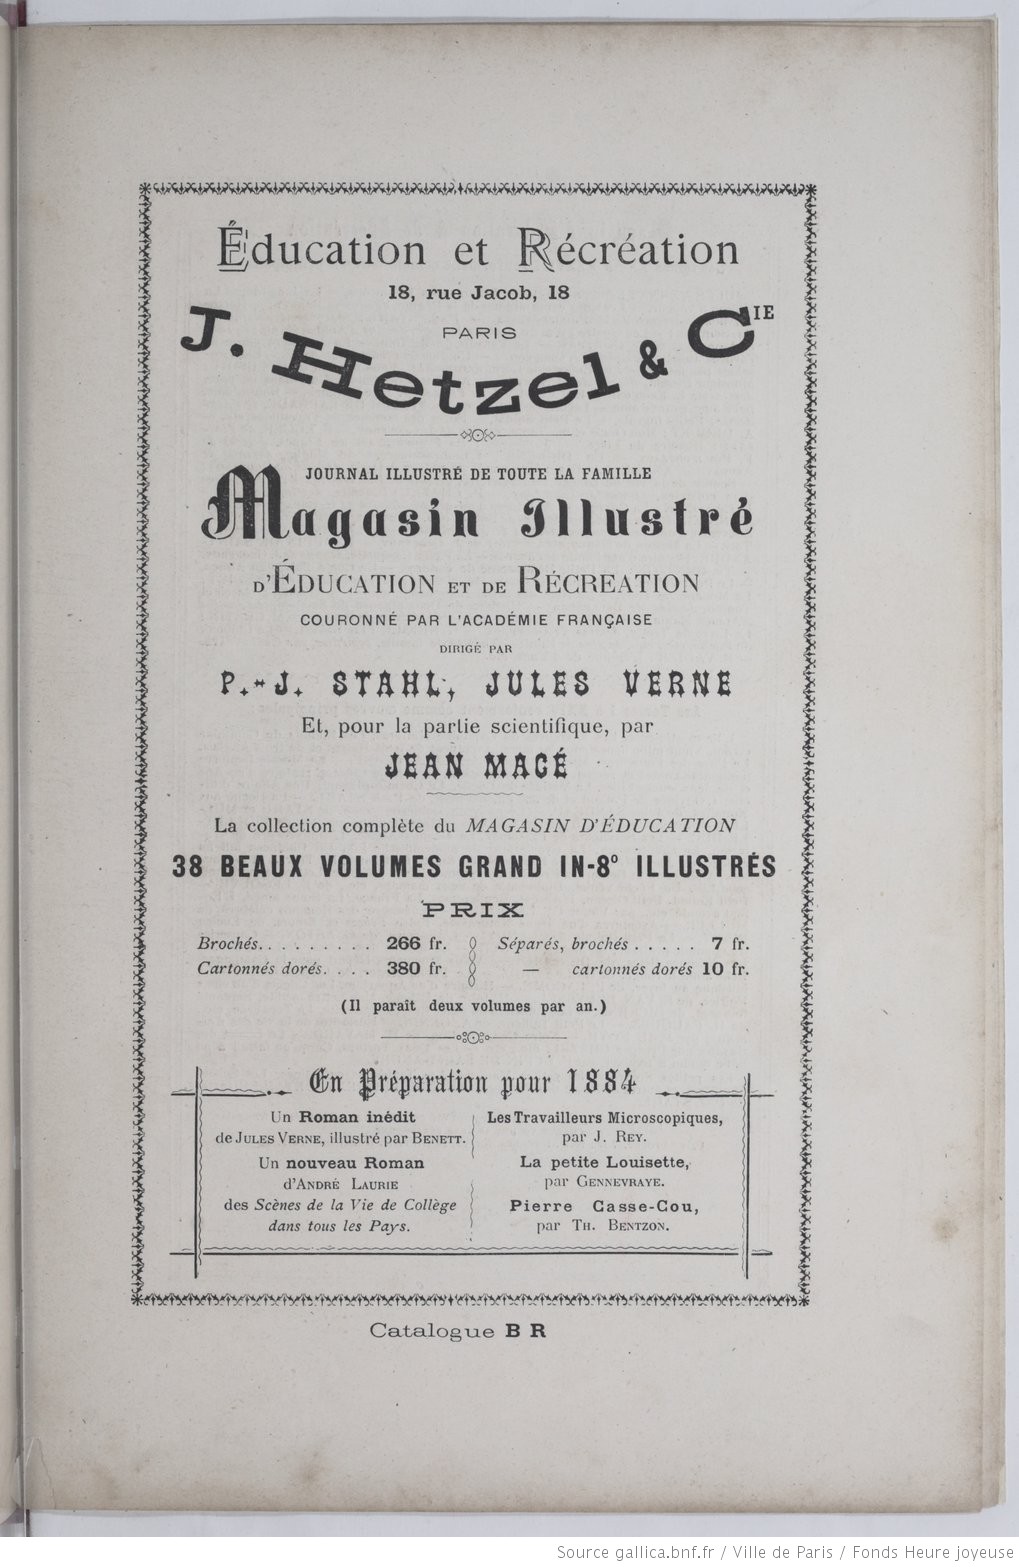 Éducation et Récréation
18, rue Jacob, 18
PARIS
J. Hetzel & CIE
JOURNAL ILLUSTRÉ DE TOUTE LA FAMILLE
Magasin Illustré
D'ÉDUCATION ET DE RÉCREATION
COURONNÉ PAR L'ACADÉMIE FRANÇAISE
DIRIGÉ PAR
P.-J. STAHL, JULES VERNE
Et, pour la partie scientifique, par
JEAN MACÉ
La collection complète du MAGASIN D'ÉDUCATION
38 BEAUX VOLUMES GRAND IN-8° ILLUSTRÉS
PRIX
Brochés. . . . . . . . . 266 fr.
Cartonnés dorés. . . . 380 fr.
Séparés, brochés . . . . . 7 fr.
— cartonnés dorés 10 fr.
(Il paraît deux volumes par an.)
En Préparation pour 1884
Un Roman inédit
de JULES VERNE, illustré par BENETT.
Un nouveau Roman
d'ANDRÉ LAURIE
des Scènes de la Vie de Collège
dans tous les Pays.
Les Travailleurs Microscopiques,
par J. REY.
La petite Louisette,
par GENNEVRAYE.
Pierre Casse-Cou,
par TH. BENTZON.
Catalogue B R
Source gallica.bnf.fr / Ville de Paris / Fonds Heure joyeuse